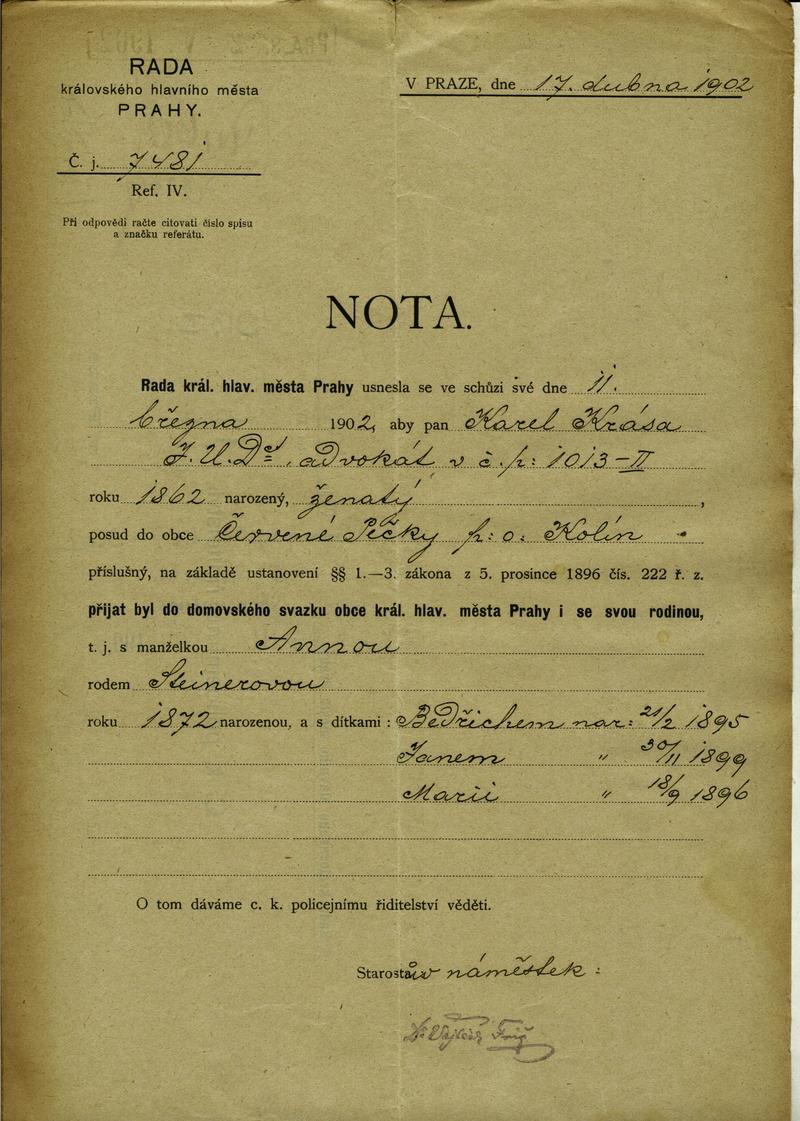 RADA
královského hlavního města
PRAHY.
V PRAZE, dne 17. dubna 1902
Č. j. 7481
Ref. IV.
Při odpovědi račte citovati číslo spisu
a značku referátu.
NOTA.
Rada král. hlav. města Prahy usnesla se ve schůzi své dne 11.
března 1902, aby pan Karel Krása
J. U. Dr., advokát v č. p: 1013-II
roku 1862 narozený, ženatý,
posud do obce Červené Pečky p: o: Kolín
příslušný, na základě ustanovení §§ 1.—3. zákona z 5. prosince 1896 čís. 222 ř. z.
přijat byl do domovského svazku obce král. hlav. města Prahy i se svou rodinou,
t. j. s manželkou Annou
rodem Steinerovou
roku 1872 narozenou, a s dítkami: Bedřichem nar: 21/2 1895
Janem " 30/11 1899
Marii " 18/9 1896
O tom dáváme c. k. policejnímu řiditelství věděti.
Starostův náměstek: